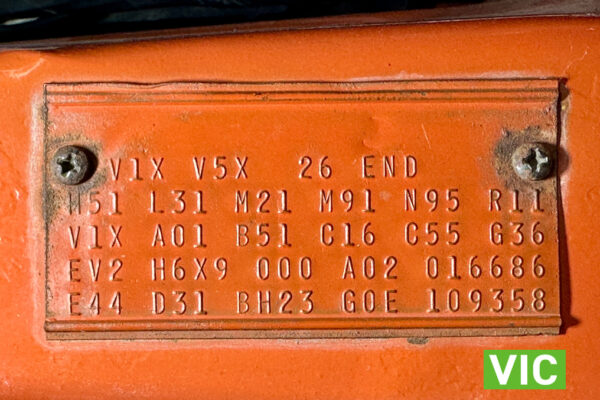 V1X V5X 26 END
H51 L31 M21 M91 N95 R11
V1X A01 B51 C16 C55 G36
EV2 H6X9 000 A02 016686
E44 D31 BH23 G0E 109358
VIC